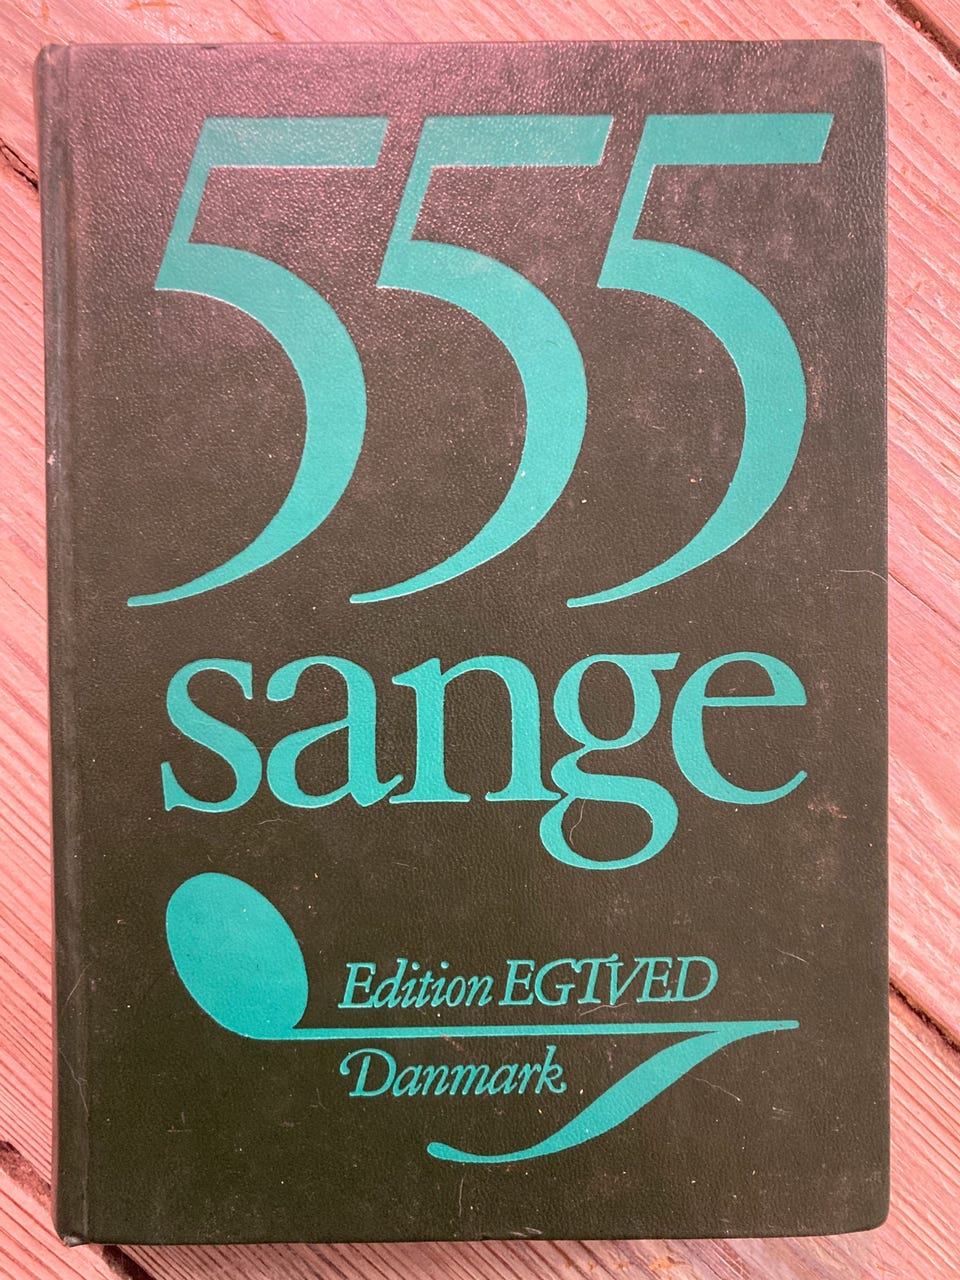 555
sange
Edition EGTVED
Danmark